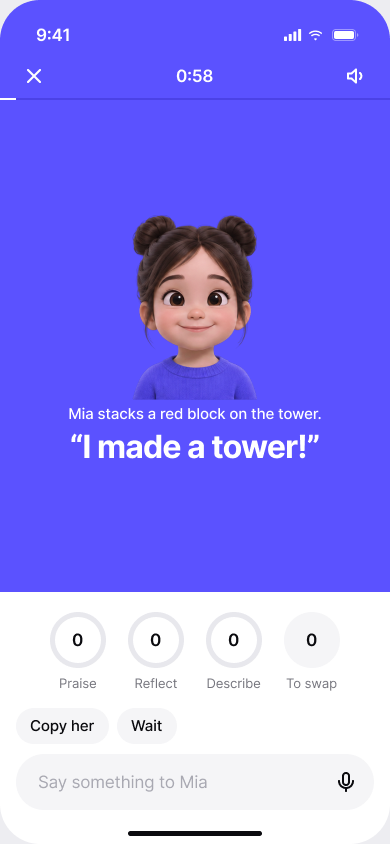 9:41
0:58
Mia stacks a red block on the tower.
“I made a tower!”
0 0 0 0
Praise Reflect Describe To swap
Copy her Wait
Say something to Mia